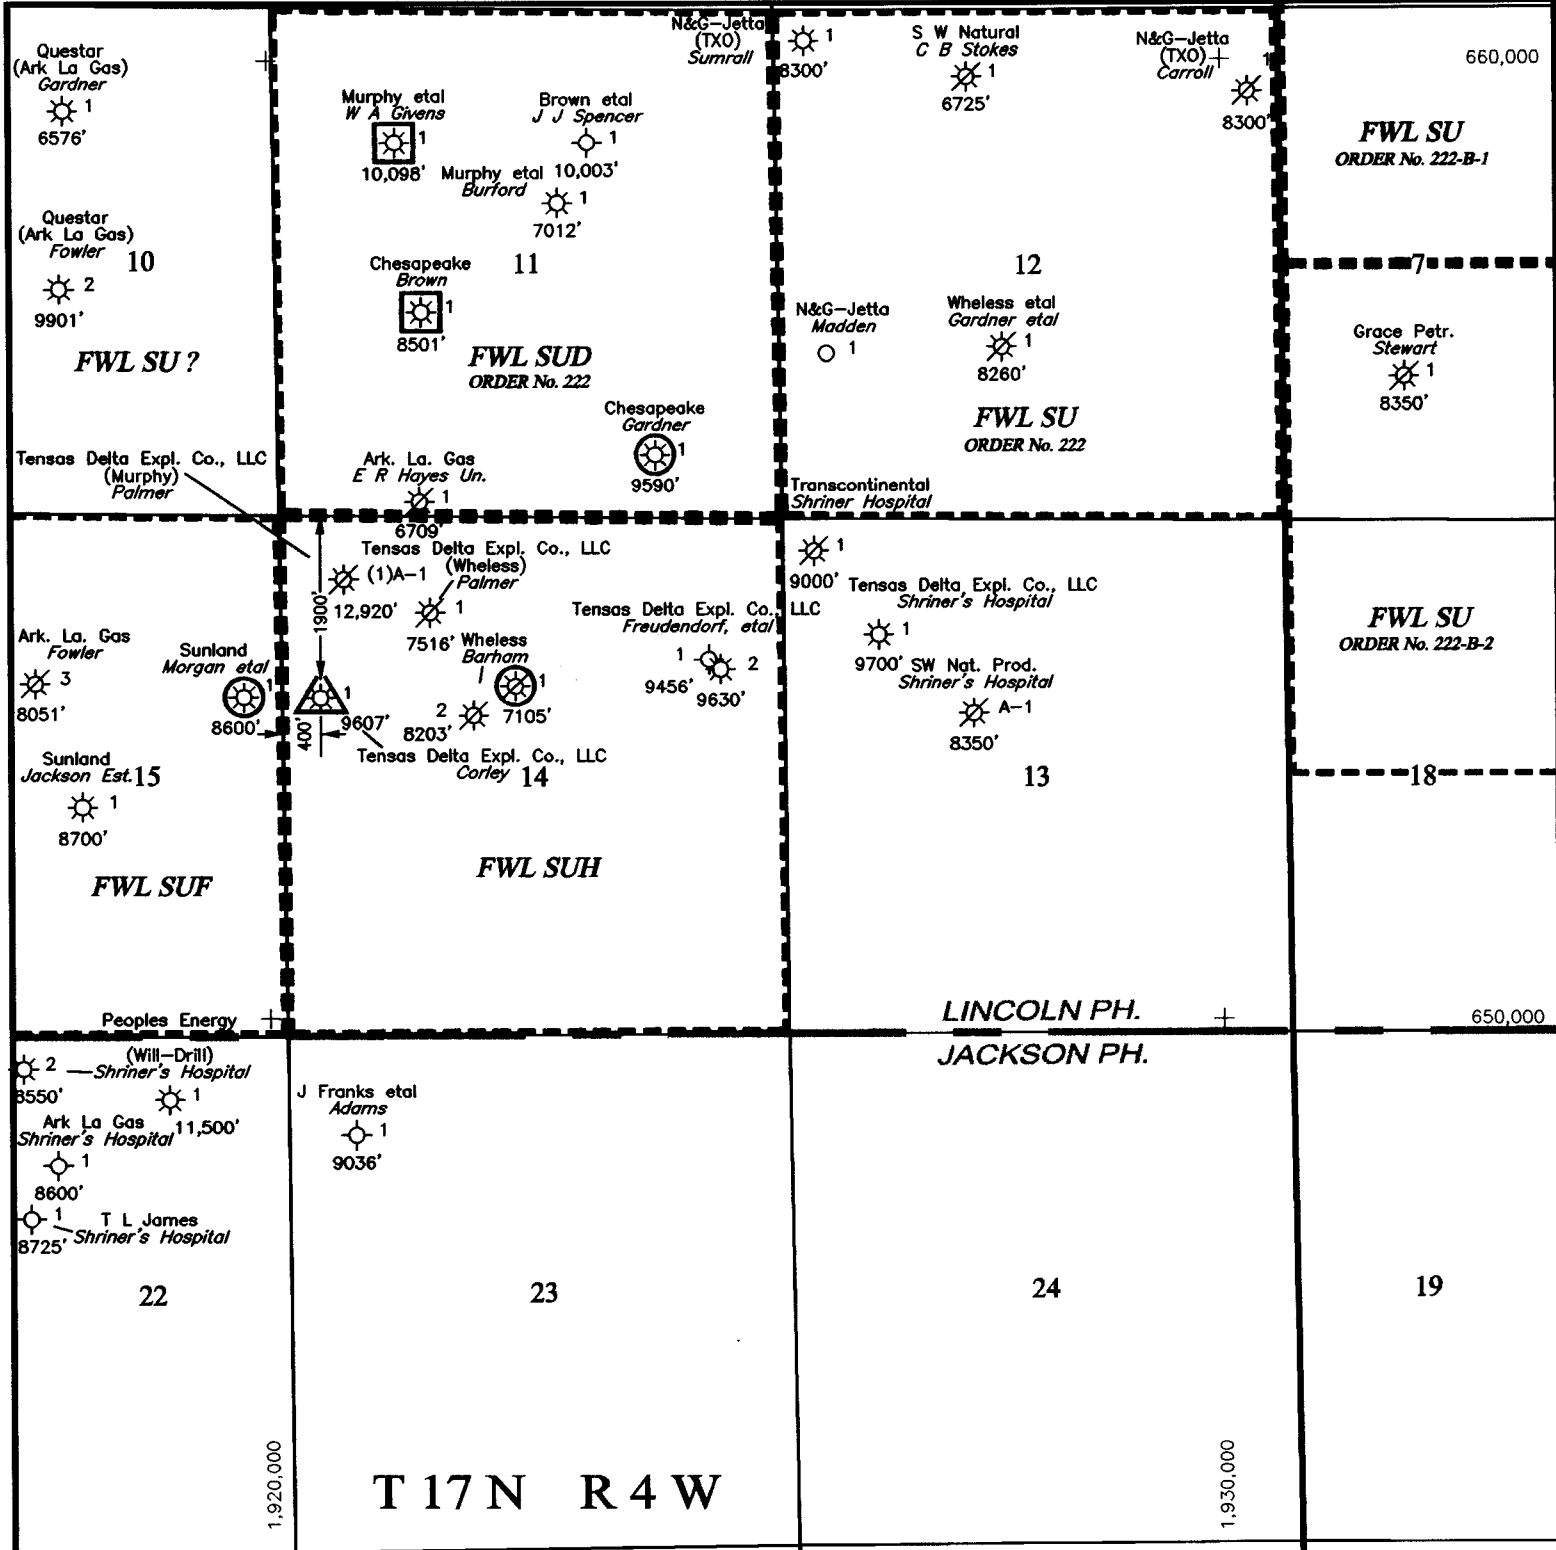 Questar
(Ark La Gas)
Gardner
1
6576'
Questar
(Ark La Gas)
Fowler
2
9901'
10
FWL SU ?
Tensas Delta Expl. Co., LLC
(Murphy)
Palmer
Murphy etal
W A Givens
1
10,098'
Brown etal
J J Spencer
1
10,003'
Murphy etal
Burford
1
7012'
Chesapeake
Brown
1
8501'
11
FWL SUD
ORDER No. 222
Chesapeake
Gardner
1
9590'
Ark. La. Gas
E R Hayes Un.
1
6709'
N&G-Jetta
(TXO)
Sumrall
1
8300'
S W Natural
C B Stokes
1
6725'
N&G-Jetta
(TXO)
Carroll
1
8300'
12
N&G-Jetta
Madden
1
Wheless etal
Gardner etal
1
8260'
FWL SU
ORDER No. 222
Transcontinental
Shriner Hospital
1
9000'
660,000
FWL SU
ORDER No. 222-B-1
7
Grace Petr.
Stewart
1
8350'
Ark. La. Gas
Fowler
3
8051'
Sunland
Morgan etal
1
8600'
Sunland
Jackson Est.
15
1
8700'
FWL SUF
(1)A-1
12,920'
1900'
Tensas Delta Expl. Co., LLC
(Wheless)
Palmer
1
7516'
Wheless
Barham
1
7105'
2
8203'
1
9607'
400'
Tensas Delta Expl. Co., LLC
Corley
14
Tensas Delta Expl. Co., LLC
Freudendorf, etal
1
9456'
2
9630'
FWL SUH
Tensas Delta Expl. Co., LLC
Shriner's Hospital
1
9700'
SW Nat. Prod.
Shriner's Hospital
A-1
8350'
13
FWL SU
ORDER No. 222-B-2
18
LINCOLN PH.
JACKSON PH.
650,000
Peoples Energy
(Will-Drill)
Shriner's Hospital
2
8550'
1
11,500'
Ark La Gas
Shriner's Hospital
1
8600'
1
T L James
Shriner's Hospital
8725'
22
J Franks etal
Adams
1
9036'
23
24
19
1,920,000
T 17 N R 4 W
1,930,000